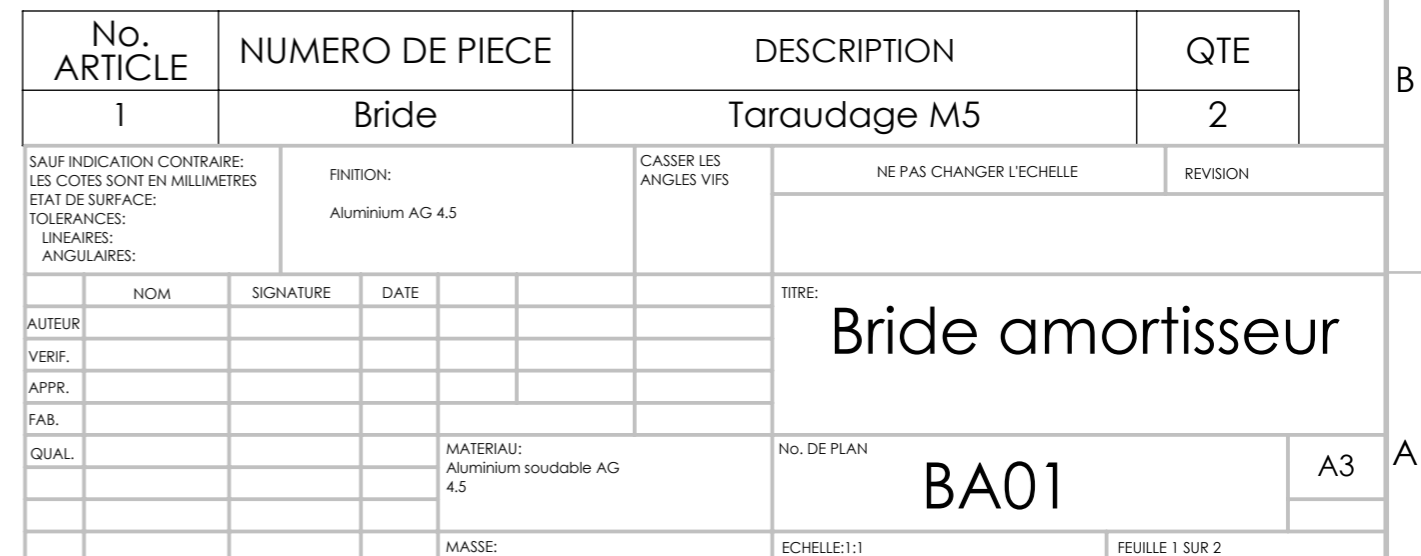 No. ARTICLE
NUMERO DE PIECE
DESCRIPTION
QTE
1
Bride
Taraudage M5
2
B
SAUF INDICATION CONTRAIRE:
LES COTES SONT EN MILLIMETRES
ETAT DE SURFACE:
TOLERANCES:
LINEAIRES:
ANGULAIRES:
FINITION:
Aluminium AG 4.5
CASSER LES
ANGLES VIFS
NE PAS CHANGER L'ECHELLE
REVISION
NOM
SIGNATURE
DATE
AUTEUR
VERIF.
APPR.
FAB.
QUAL.
TITRE:
Bride amortisseur
MATERIAU:
Aluminium soudable AG
4.5
No. DE PLAN
BA01
A3
A
MASSE:
ECHELLE:1:1
FEUILLE 1 SUR 2